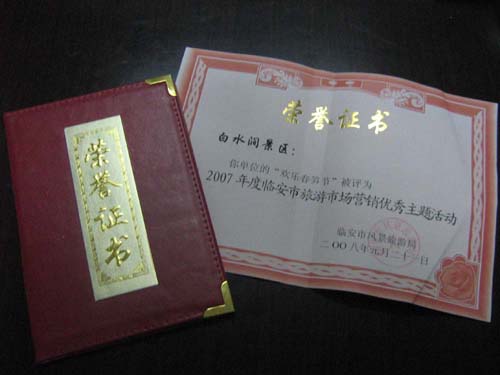 荣誉证书
荣誉证书
白水涧景区：
你单位的“欢乐春笋节”被评为
2007年度临安市旅游市场营销优秀主题活动
临安市风景旅游局
二〇〇八年元月二十一日